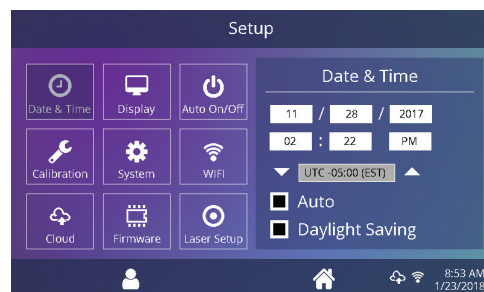 Setup
Date & Time
Display
Auto On/Off
Calibration
System
WIFI
Cloud
Firmware
Laser Setup
Date & Time
11 / 28 / 2017
02 : 22 PM
UTC -05:00 (EST)
Auto
Daylight Saving
8:53 AM
1/23/2018